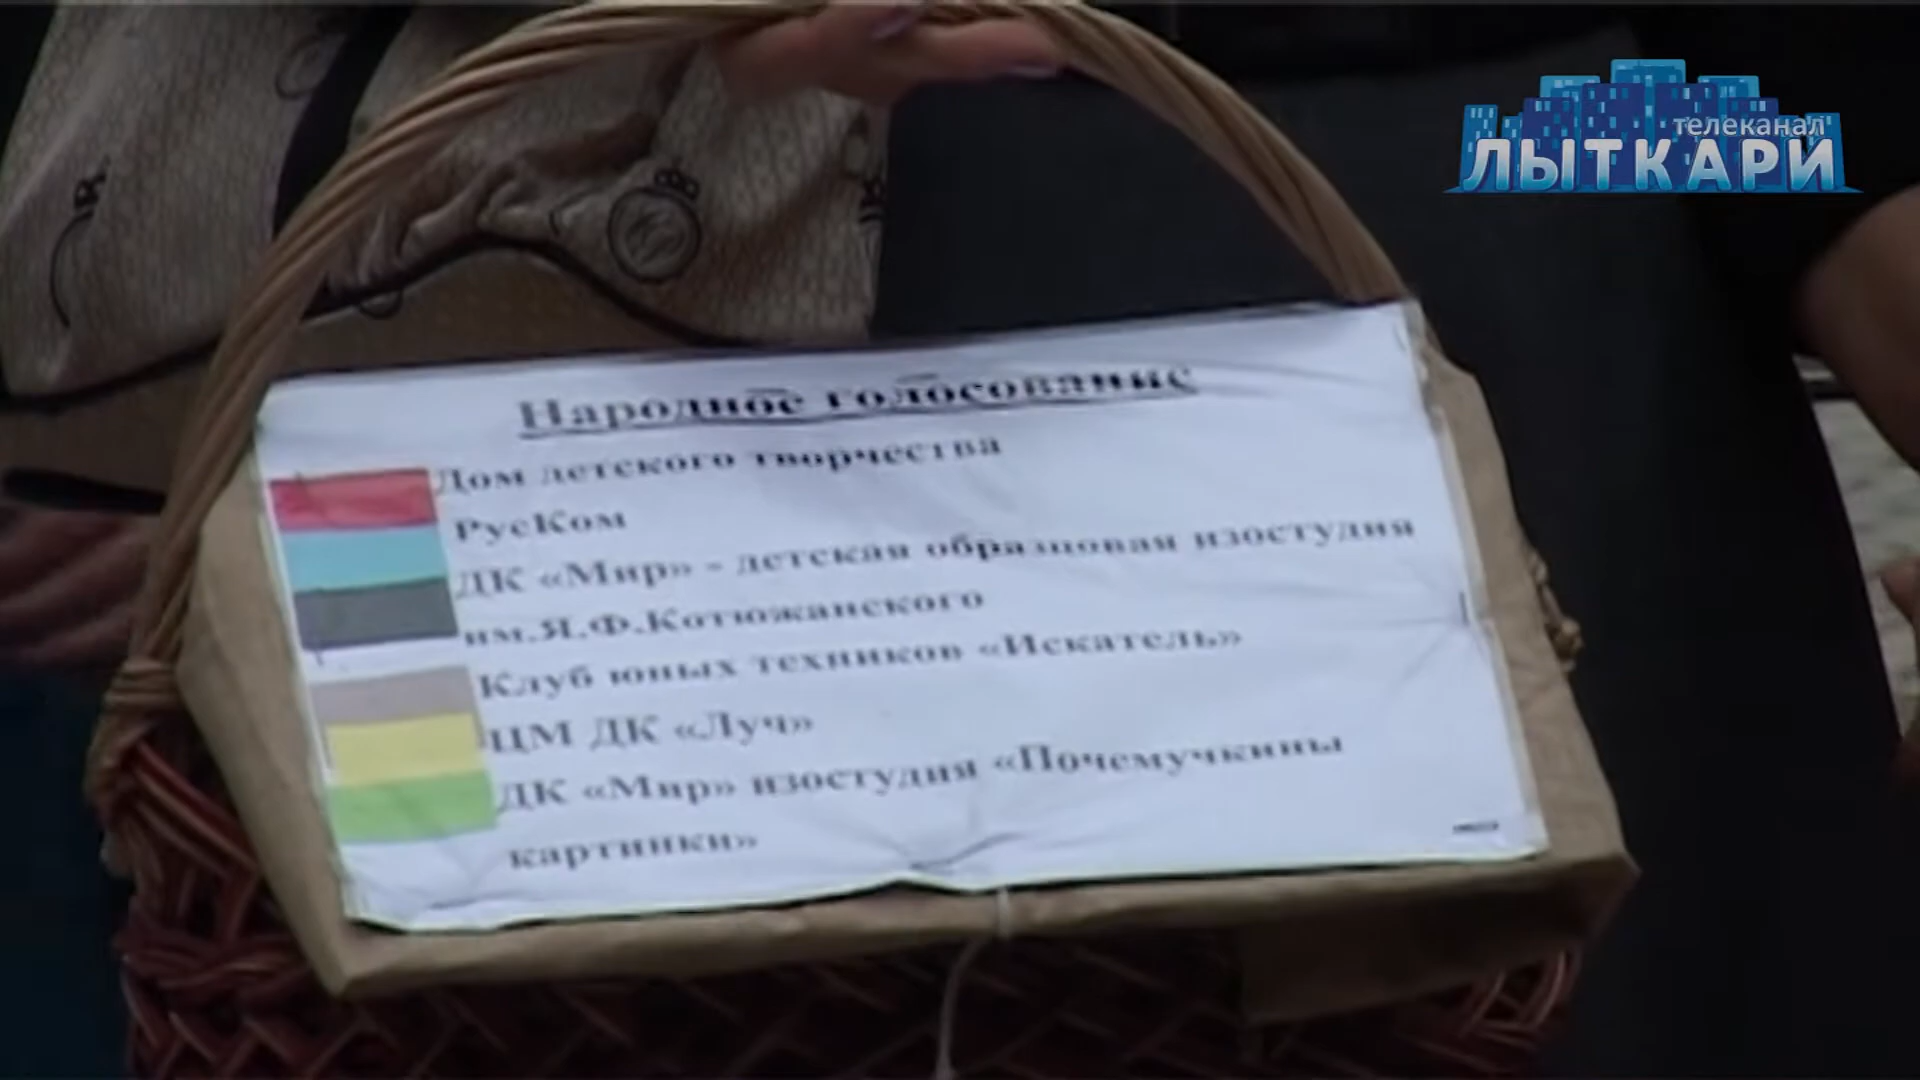 телеканал
ЛЫТКАРИ
Народное голосование
Дом детского творчества
РусКом
ДК «Мир» - детская образцовая изостудия
им.Я.Ф.Котюжанского
Клуб юных техников «Искатель»
ЦМ ДК «Луч»
ДК «Мир» изостудия «Почемучкины
картинки»